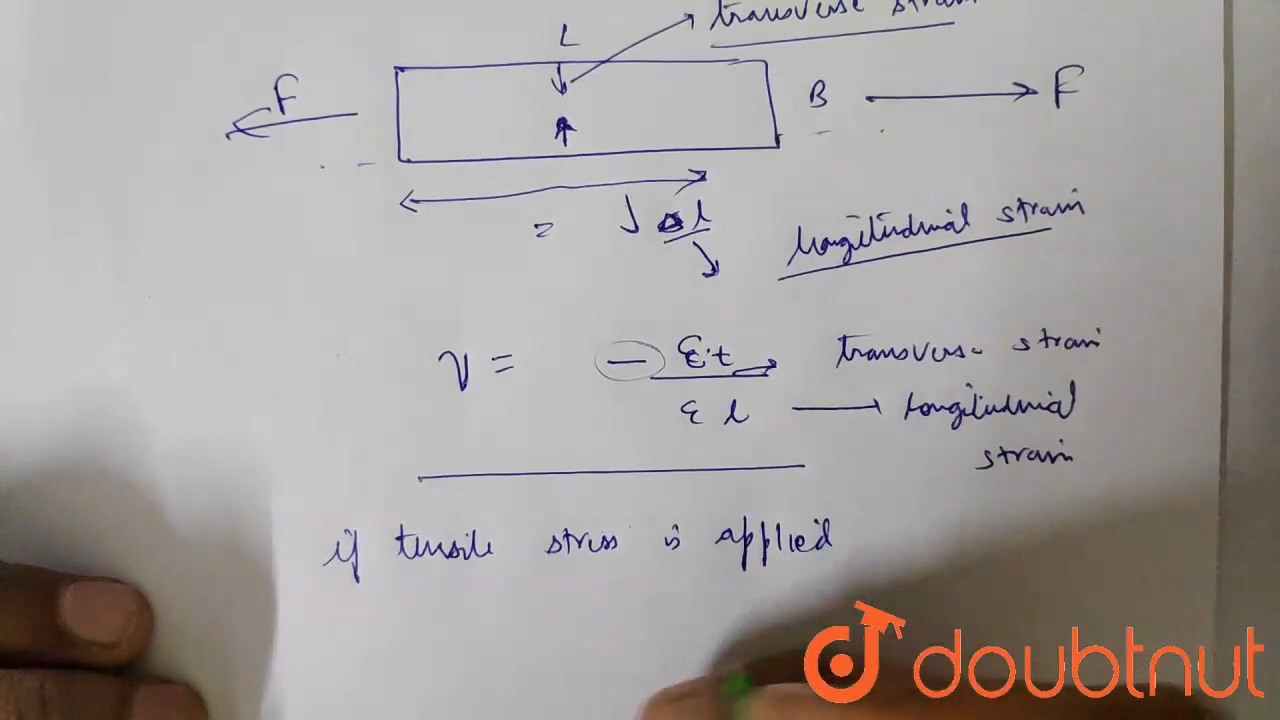 transverse strain
L
F
B
F
= Δl
longitudinal strain
ν = - εt transverse strain
εl longitudinal
strain
if tensile stress is applied
doubtnut